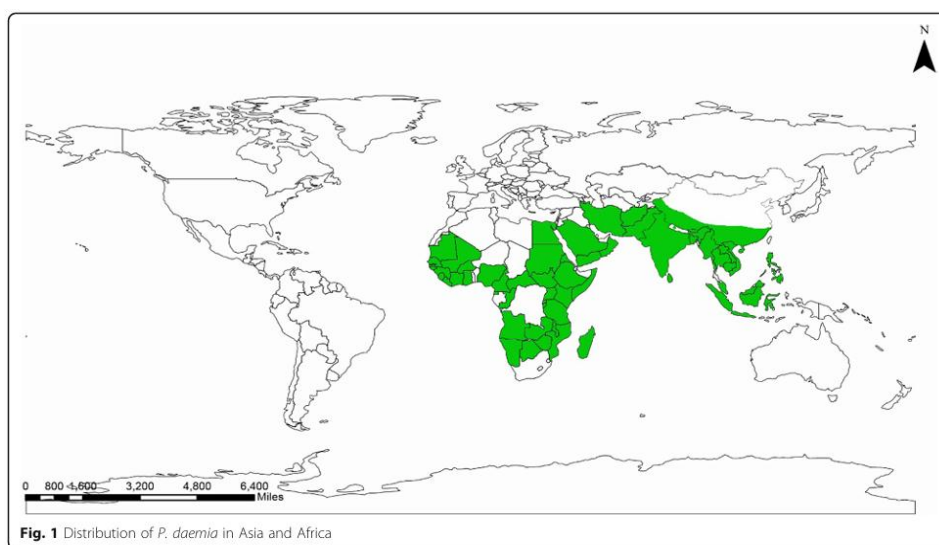 N
0 800 1,600 3,200 4,800 6,400
Miles
Fig. 1 Distribution of P. daemia in Asia and Africa